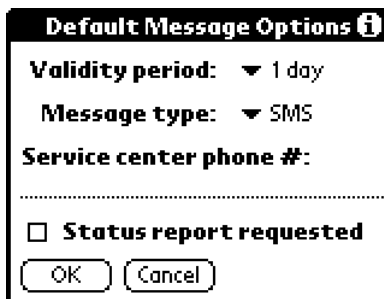 Default Message Options
Validity period: 1 day
Message type: SMS
Service center phone #:
Status report requested
OK Cancel